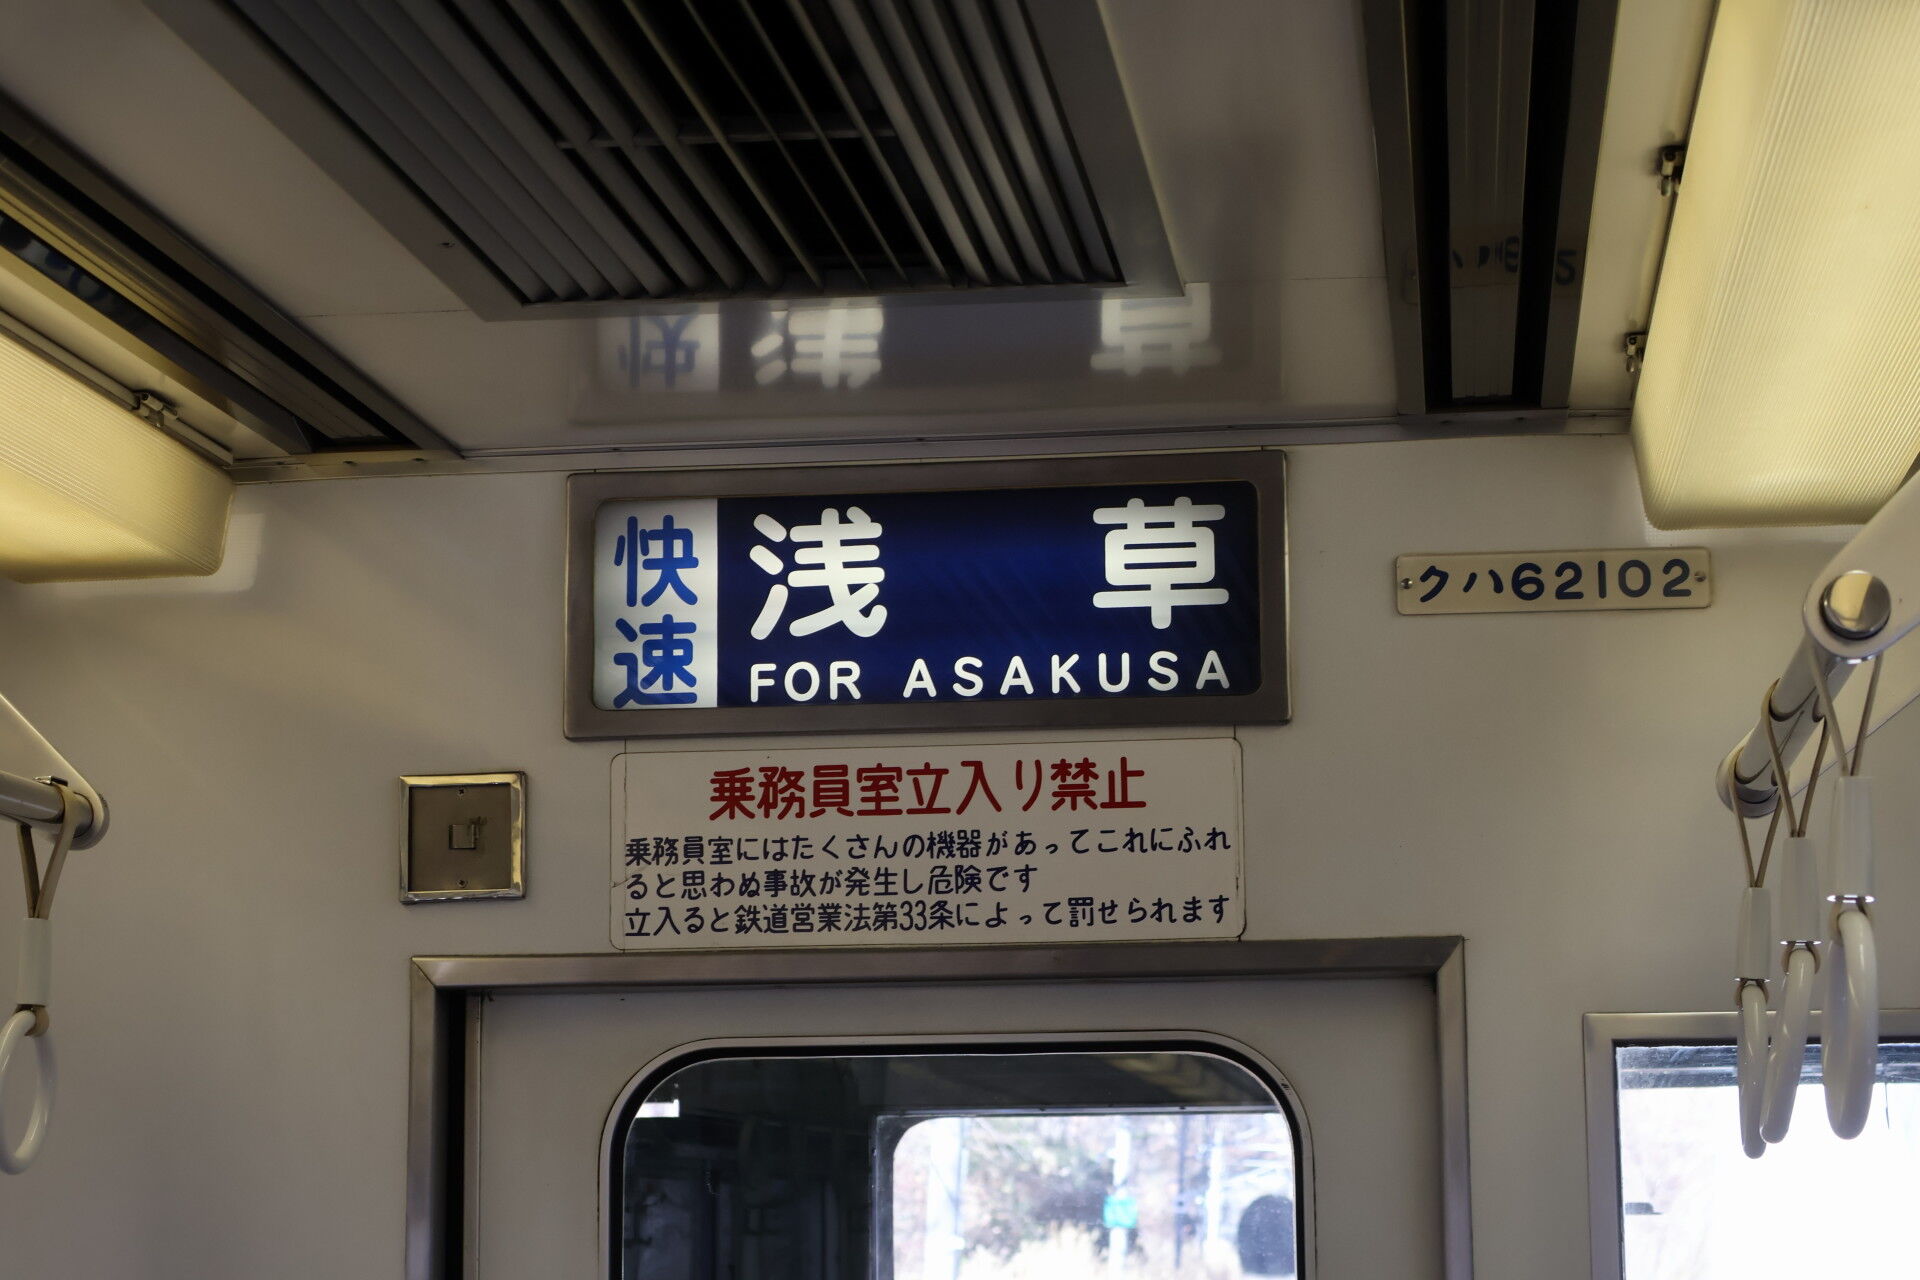 快速
浅草
FOR ASAKUSA
クハ62102
乗務員室立入り禁止
乗務員室にはたくさんの機器があってこれにふれ
ると思わぬ事故が発生し危険です
立入ると鉄道営業法第33条によって罰せられます